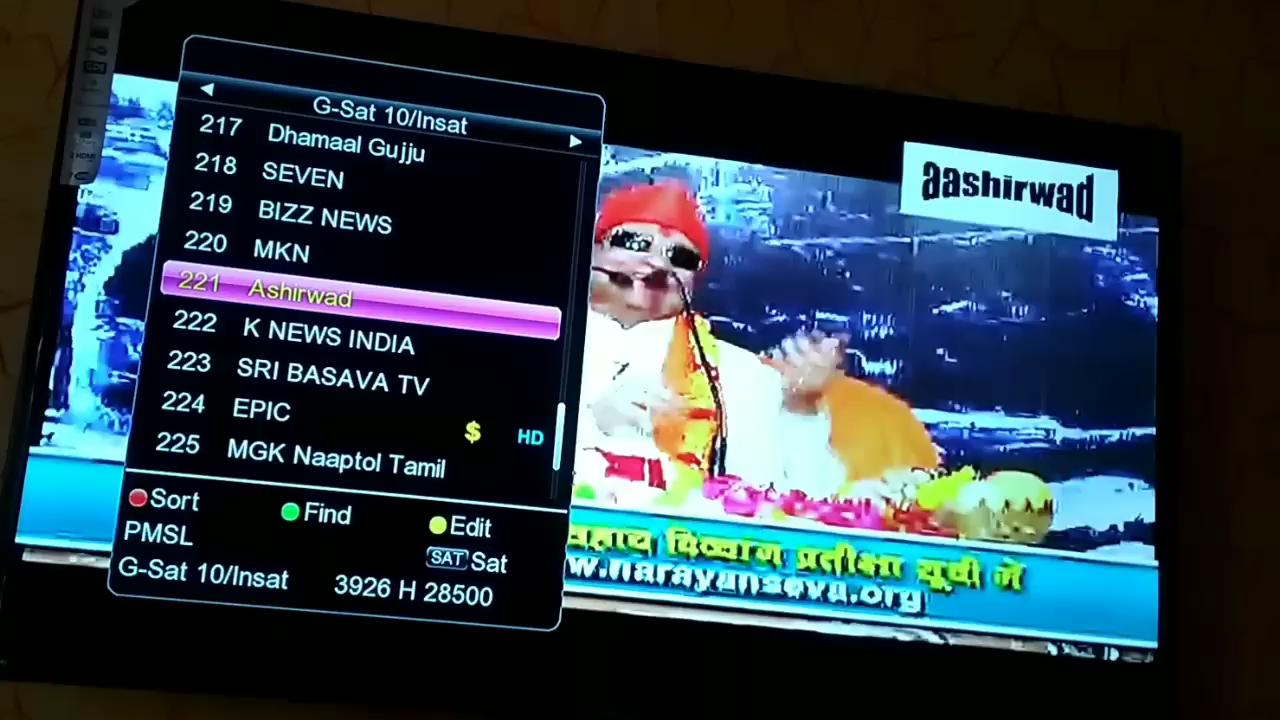 G-Sat 10/Insat
217 Dhamaal Gujju
218 SEVEN
219 BIZZ NEWS
220 MKN
221 Ashirwad
222 K NEWS INDIA
223 SRI BASAVA TV
224 EPIC $ HD
225 MGK Naaptol Tamil
Sort Find Edit
PMSL SAT Sat
G-Sat 10/Insat 3926 H 28500
aashirwad
दिव्यांग प्रतीक्षा सूची में
w.narayanseva.org
HDMI